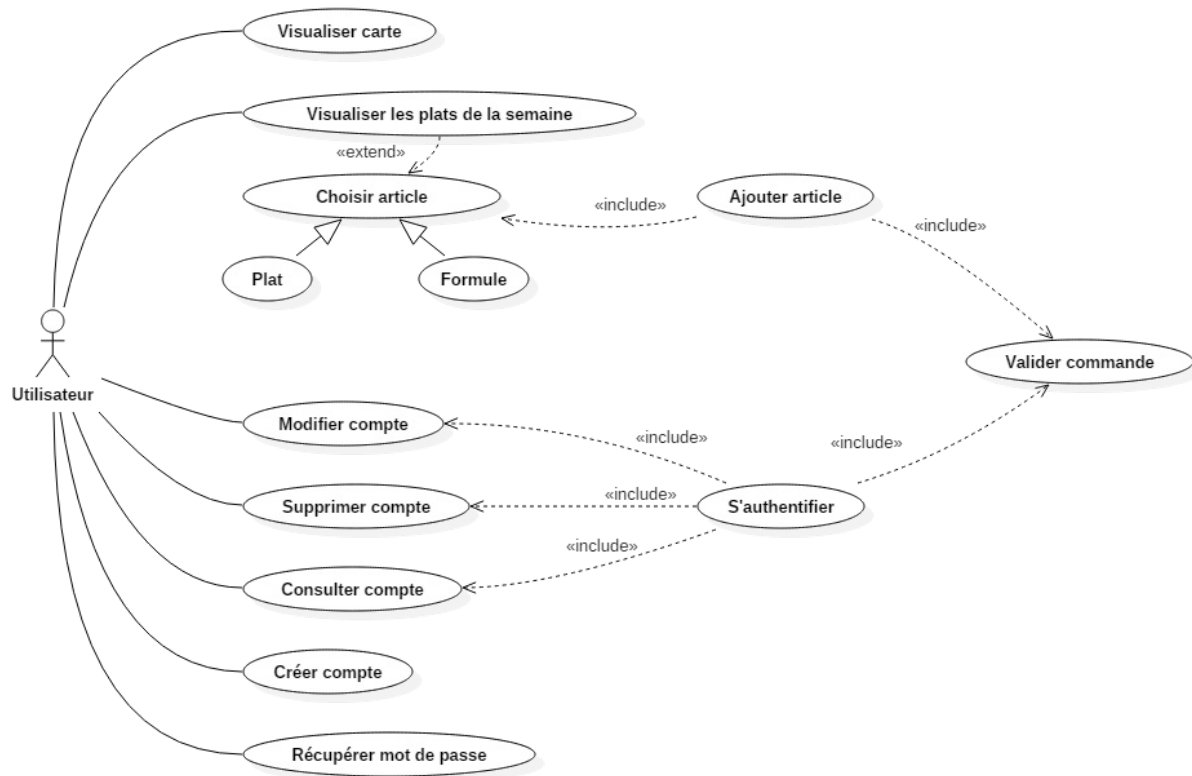 Visualiser carte
Visualiser les plats de la semaine
«extend»
Choisir article
«include»
Ajouter article
«include»
Plat
Formule
Valider commande
Utilisateur
Modifier compte
«include»
«include»
Supprimer compte
«include»
S'authentifier
«include»
Consulter compte
Créer compte
Récupérer mot de passe